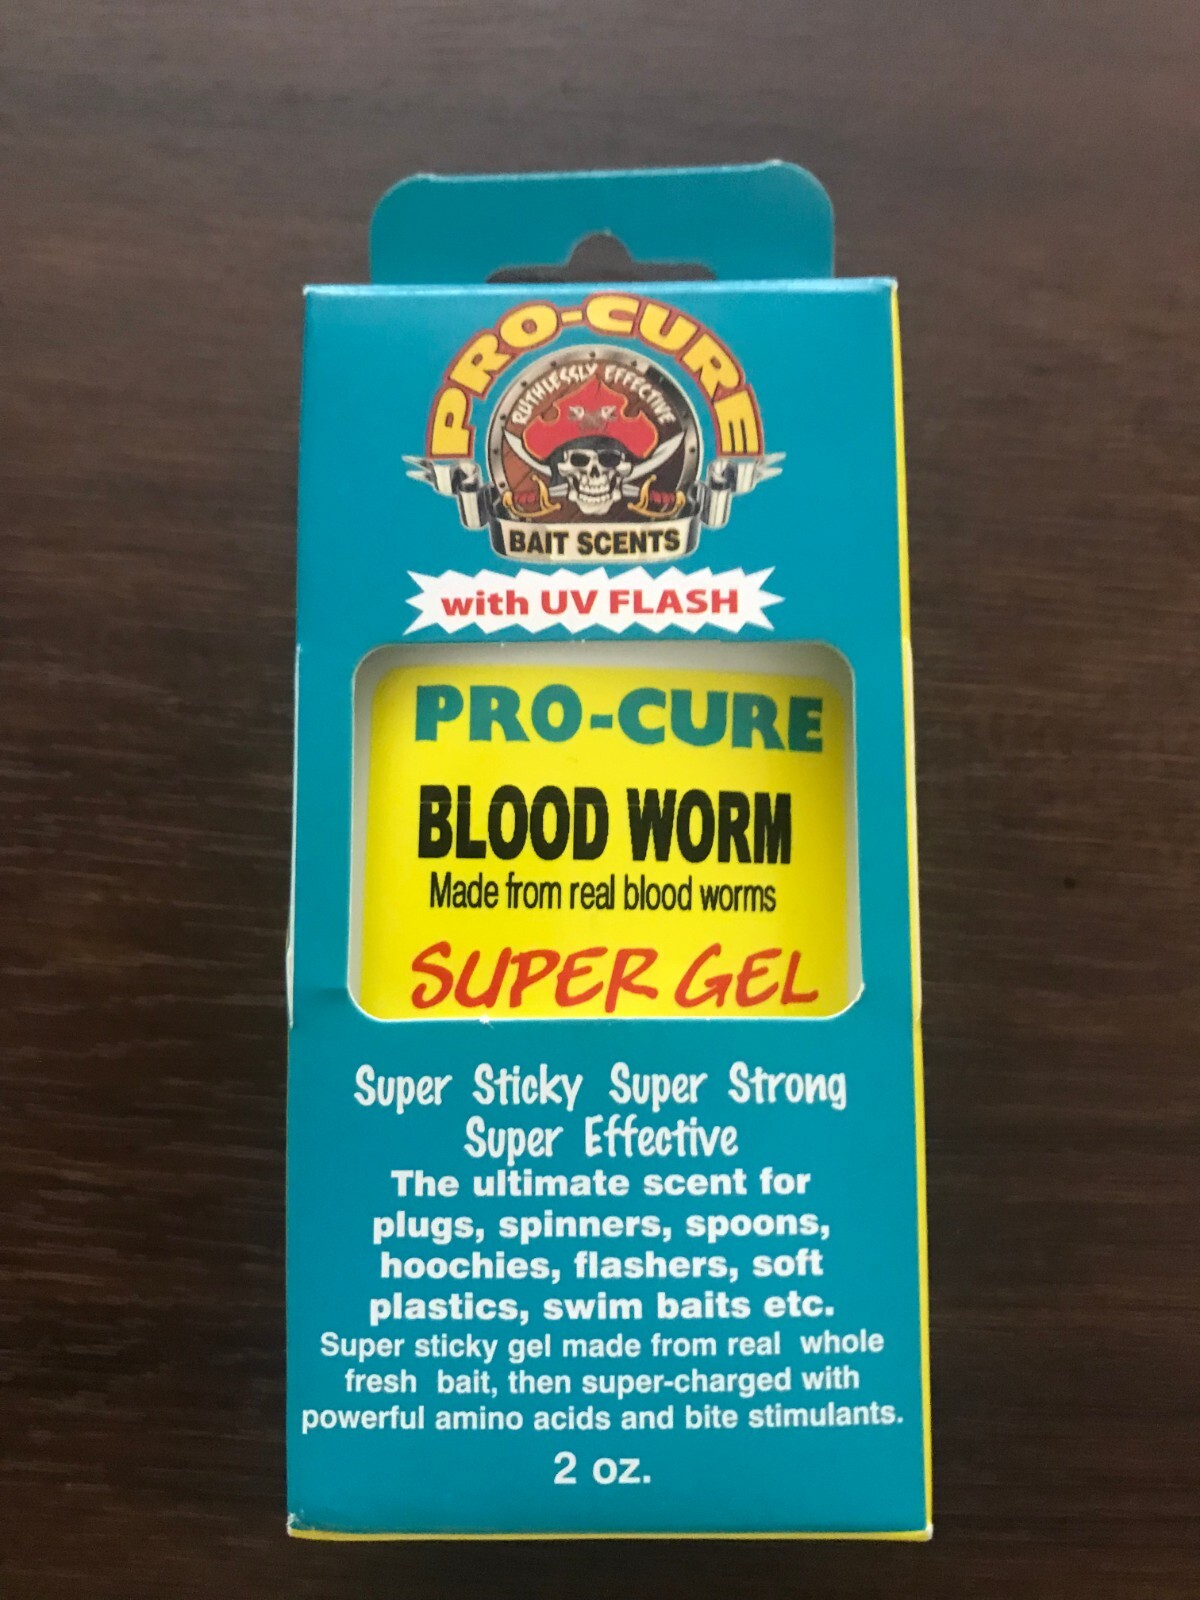 PRO-CURE
RUTHLESSLY EFFECTIVE
BAIT SCENTS
with UV FLASH
PRO-CURE
BLOOD WORM
Made from real blood worms
SUPER GEL
Super Sticky Super Strong
Super Effective
The ultimate scent for
plugs, spinners, spoons,
hoochies, flashers, soft
plastics, swim baits etc.
Super sticky gel made from real whole
fresh bait, then super-charged with
powerful amino acids and bite stimulants.
2 oz.